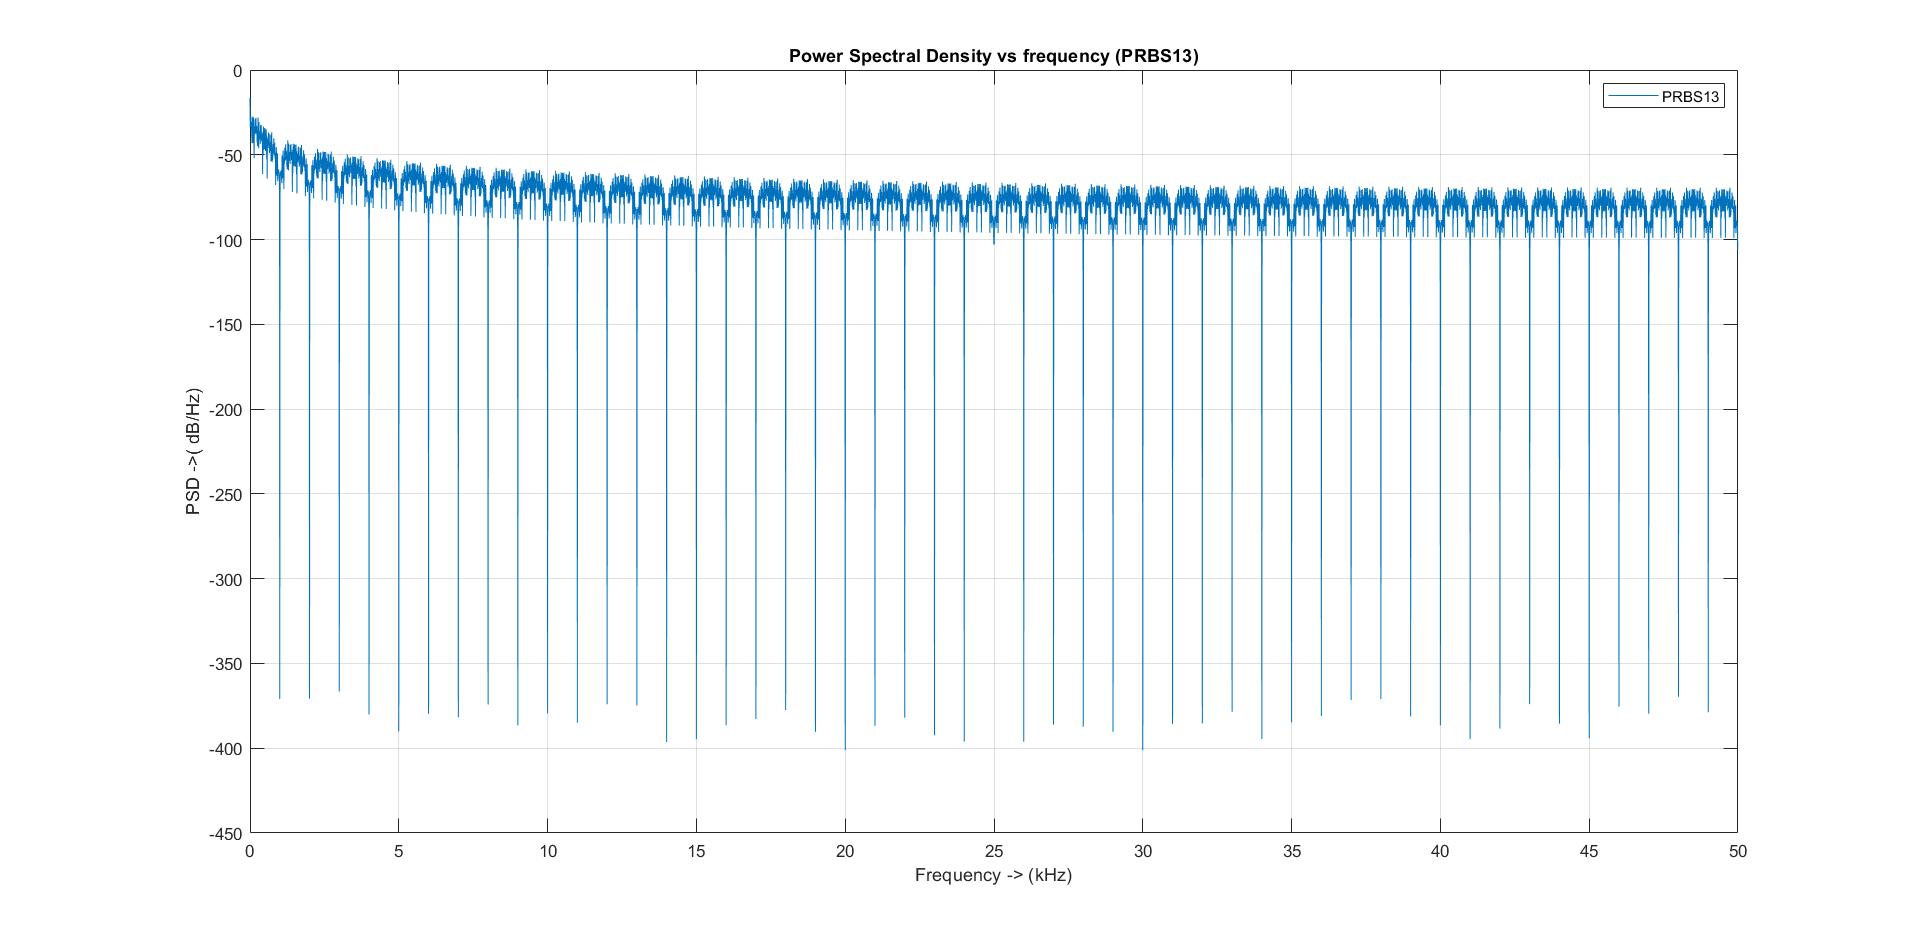 Power Spectral Density vs frequency (PRBS13)
PRBS13
0
-50
-100
-150
-200
-250
-300
-350
-400
-450
PSD ->( dB/Hz)
0 5 10 15 20 25 30 35 40 45 50
Frequency -> (kHz)